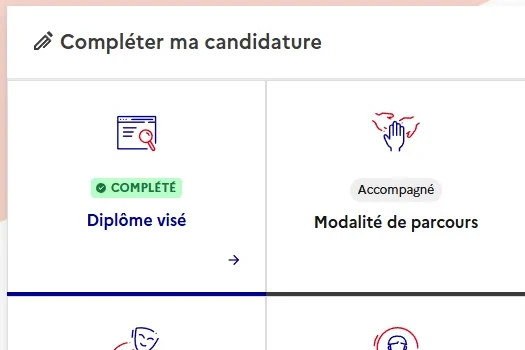 Compléter ma candidature
COMPLÉTÉ
Accompagné
Diplôme visé
Modalité de parcours